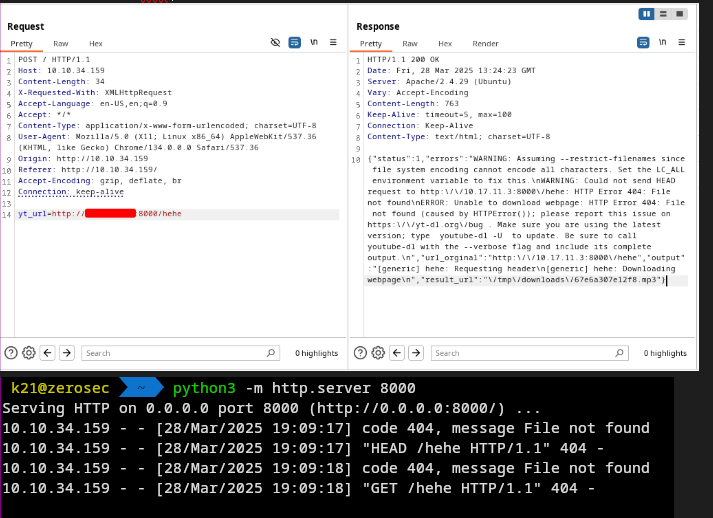 Request
Pretty Raw Hex
\n
1 POST / HTTP/1.1
2 Host: 10.10.34.159
3 Content-Length: 34
4 X-Requested-With: XMLHttpRequest
5 Accept-Language: en-US,en;q=0.9
6 Accept: */*
7 Content-Type: application/x-www-form-urlencoded; charset=UTF-8
8 User-Agent: Mozilla/5.0 (X11; Linux x86_64) AppleWebKit/537.36
(KHTML, like Gecko) Chrome/134.0.0.0 Safari/537.36
9 Origin: http://10.10.34.159
10 Referer: http://10.10.34.159/
11 Accept-Encoding: gzip, deflate, br
12 Connection: keep-alive
13
14 yt_url=http:// :8000/hehe
Search
0 highlights
Response
Pretty Raw Hex Render
\n
1 HTTP/1.1 200 OK
2 Date: Fri, 28 Mar 2025 13:24:23 GMT
3 Server: Apache/2.4.29 (Ubuntu)
4 Vary: Accept-Encoding
5 Content-Length: 763
6 Keep-Alive: timeout=5, max=100
7 Connection: Keep-Alive
8 Content-Type: text/html; charset=UTF-8
9
10 {"status":1,"errors":"WARNING: Assuming --restrict-filenames since
file system encoding cannot encode all characters. Set the LC_ALL
environment variable to fix this.\nWARNING: Could not send HEAD
request to http:\/\/10.17.11.3:8000\/hehe: HTTP Error 404: File
not found\nERROR: Unable to download webpage: HTTP Error 404: File
not found (caused by HTTPError()); please report this issue on
https:\/\/yt-dl.org\/bug . Make sure you are using the latest
version; type youtube-dl -U to update. Be sure to call
youtube-dl with the --verbose flag and include its complete
output.\n","url_orginal":"http:\/\/10.17.11.3:8000\/hehe","output"
:"[generic] hehe: Requesting header\n[generic] hehe: Downloading
webpage\n","result_url":"\/tmp\/downloads\/67e6a307e12f8.mp3"}
Search
0 highlights
k21@zerosec ~ python3 -m http.server 8000
Serving HTTP on 0.0.0.0 port 8000 (http://0.0.0.0:8000/) ...
10.10.34.159 - - [28/Mar/2025 19:09:17] code 404, message File not found
10.10.34.159 - - [28/Mar/2025 19:09:17] "HEAD /hehe HTTP/1.1" 404 -
10.10.34.159 - - [28/Mar/2025 19:09:18] code 404, message File not found
10.10.34.159 - - [28/Mar/2025 19:09:18] "GET /hehe HTTP/1.1" 404 -